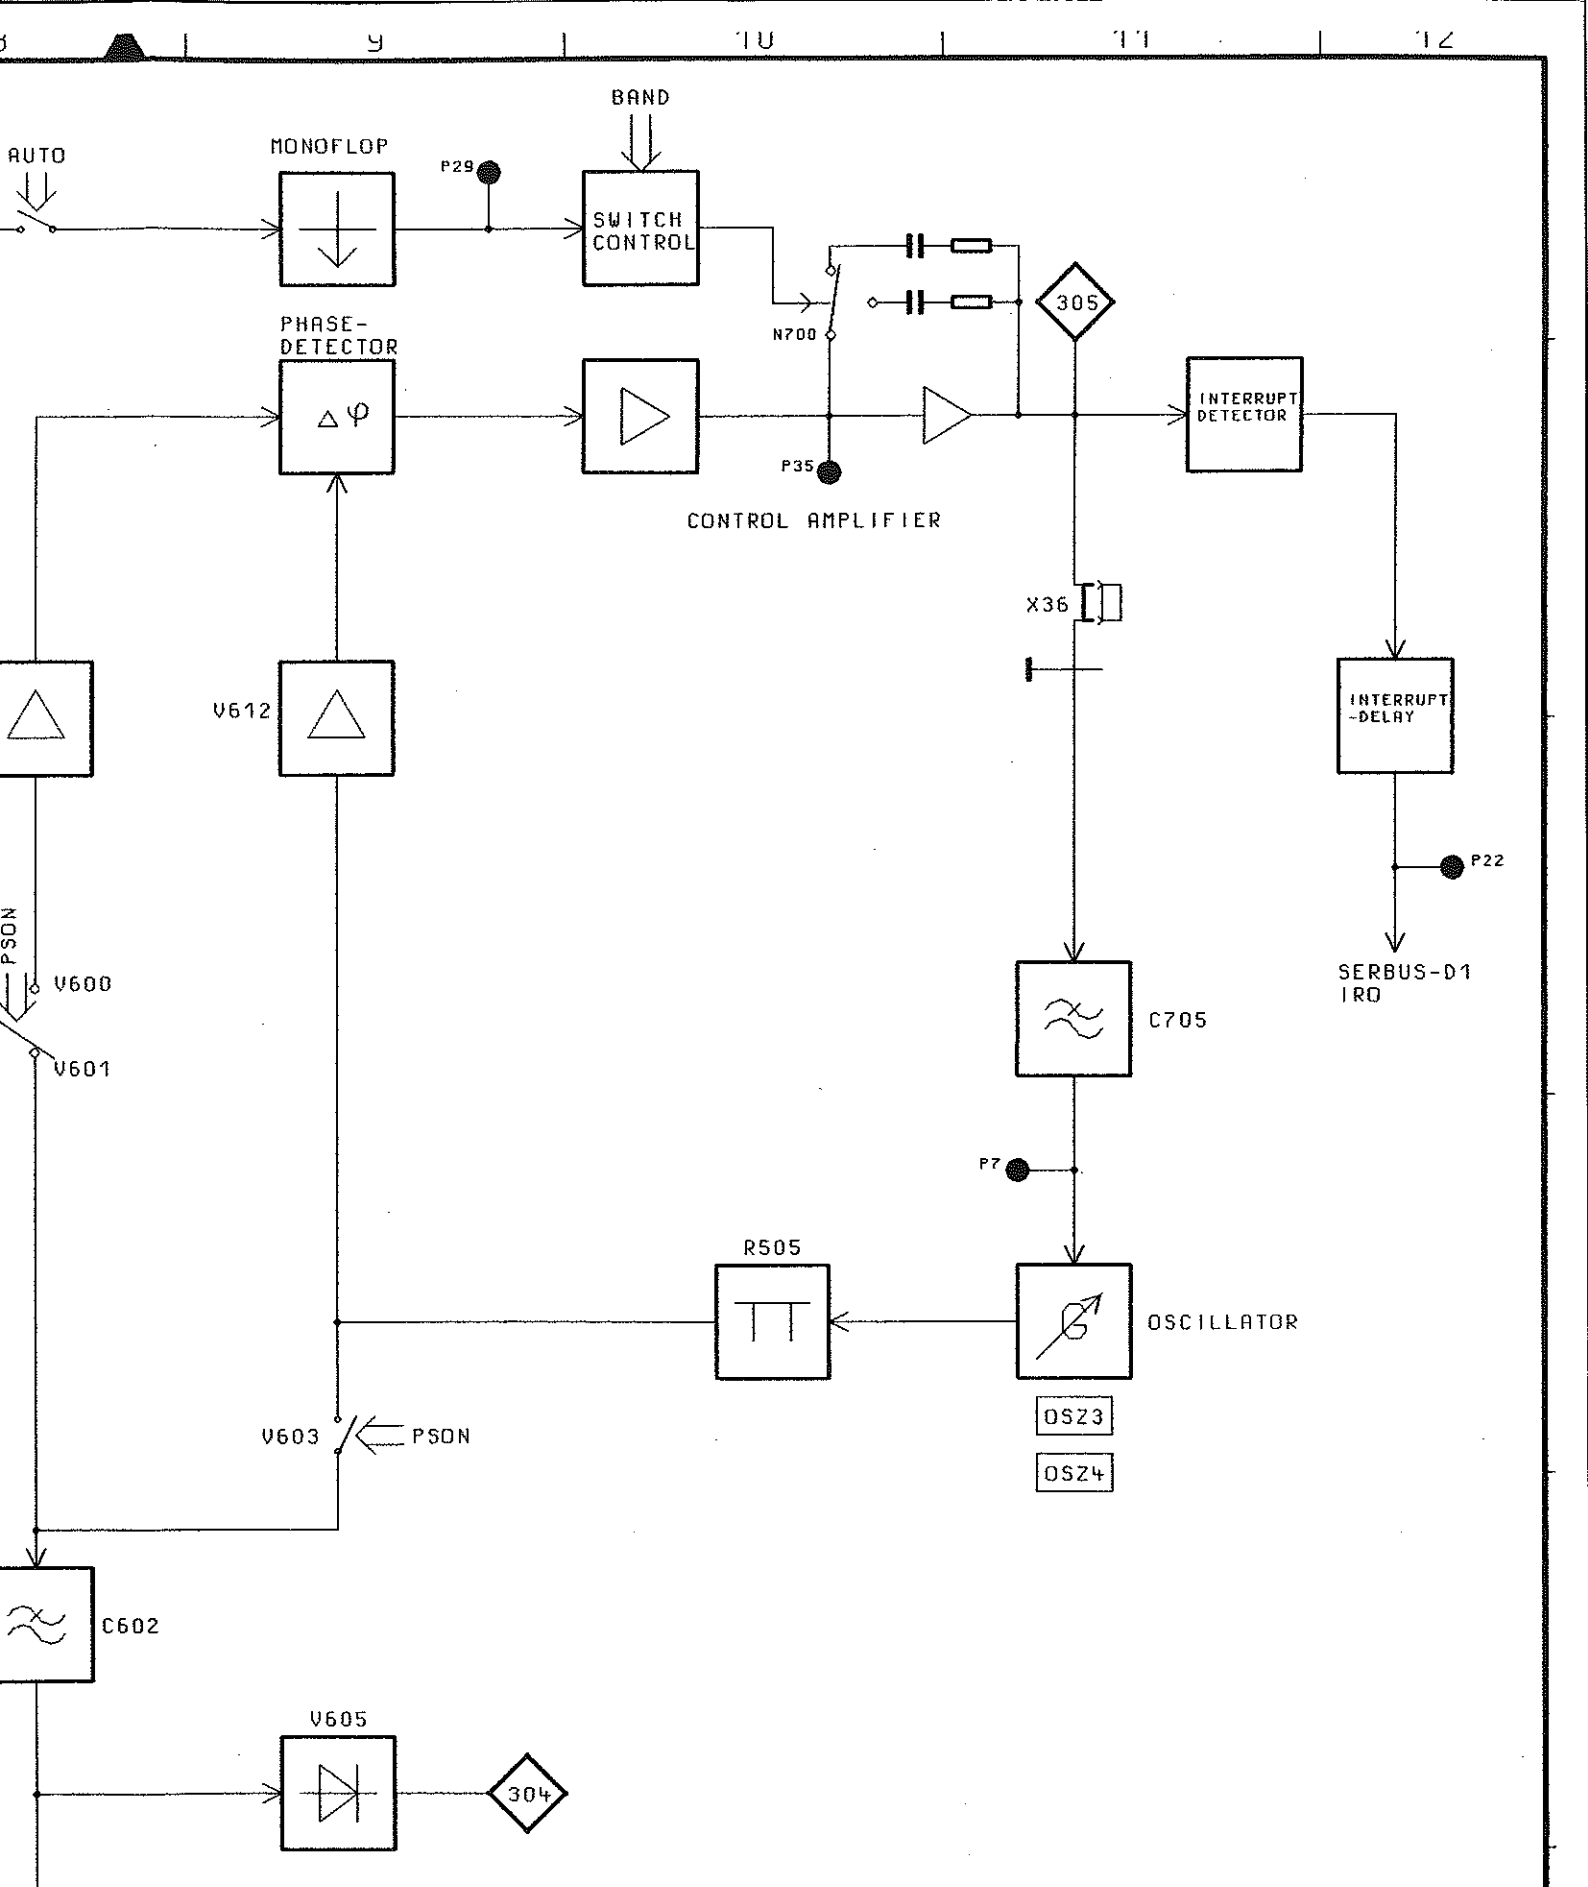 9
10
11
12
BAND
MONOFLOP
AUTO
P29
SWITCH
CONTROL
305
PHASE-
DETECTOR
N700
Δφ
INTERRUPT
DETECTOR
P35
CONTROL AMPLIFIER
X36
V612
INTERRUPT
-DELAY
P22
PSON
V600
SERBUS-D1
IRQ
C705
V601
P7
R505
G
OSCILLATOR
OSZ3
V603
PSON
OSZ4
C602
V605
304